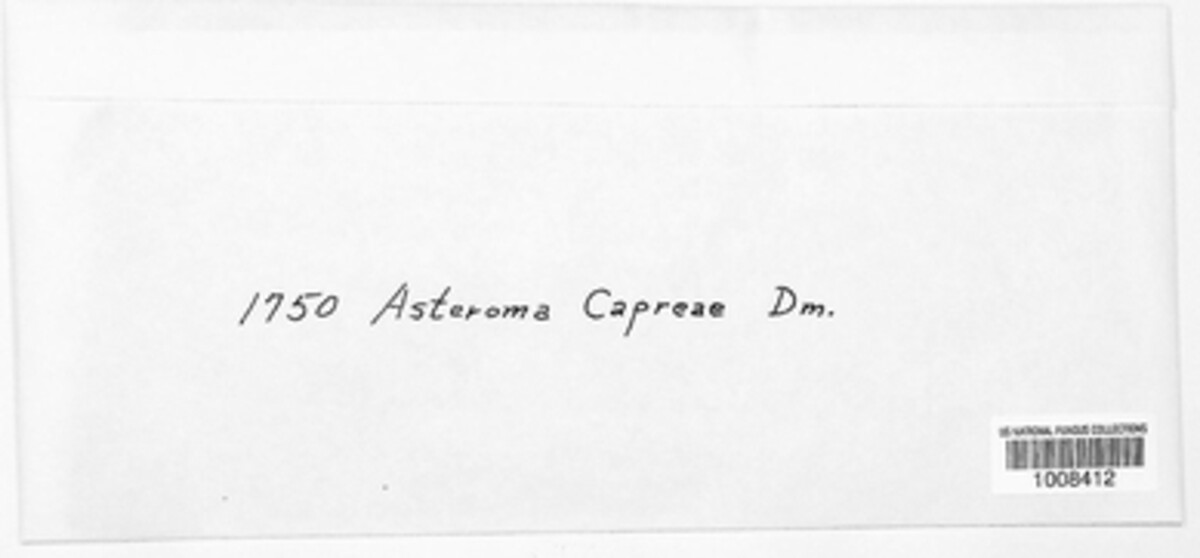 1750 Asteroma Capreae Dm.
US NATIONAL FUNGUS COLLECTIONS
1008412